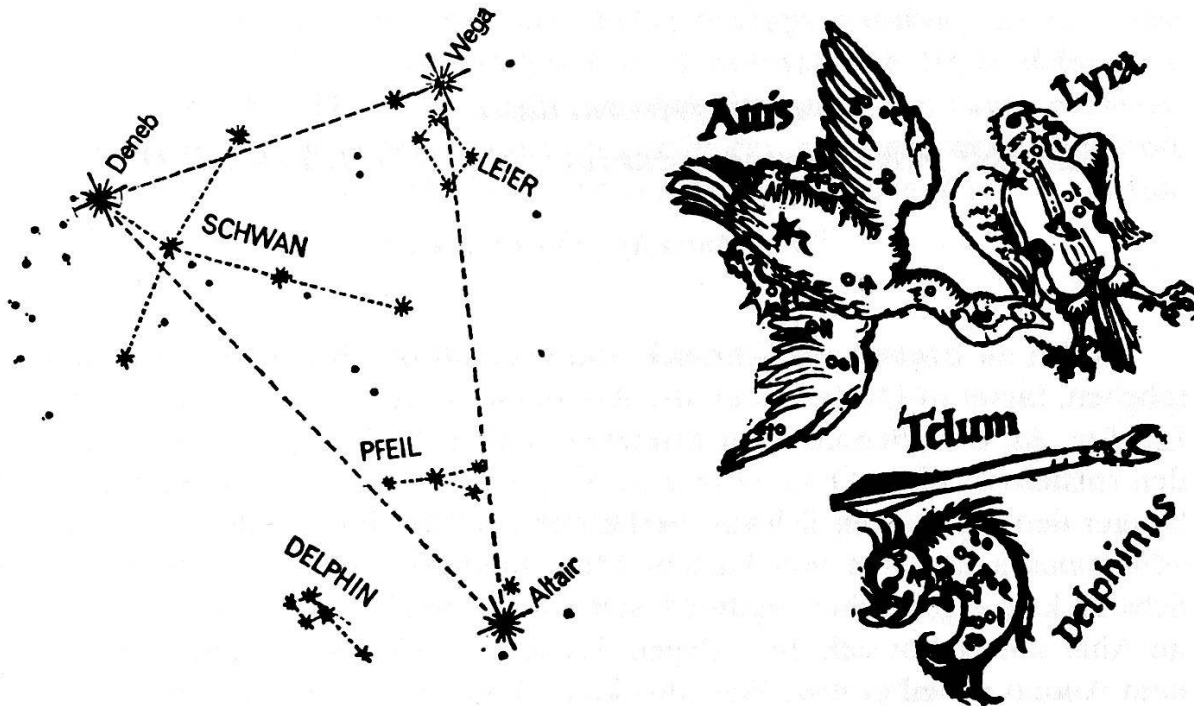 Wega
Deneb
LEIER
SCHWAN
PFEIL
DELPHIN
Altair
Auis
Lyra
Telum
Delphinus